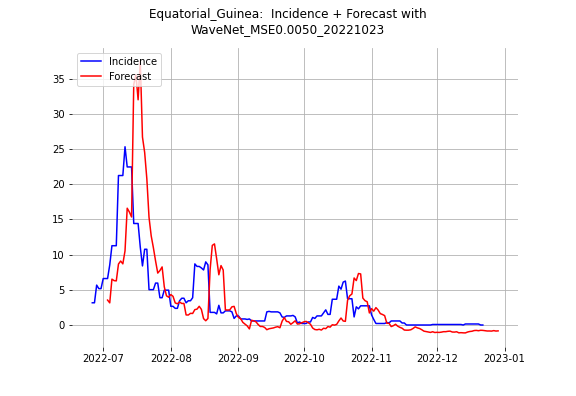 Equatorial_Guinea:  Incidence + Forecast with
WaveNet_MSE0.0050_20221023
Incidence
Forecast
35
30
25
20
15
10
5
0
2022-07 2022-08 2022-09 2022-10 2022-11 2022-12 2023-01